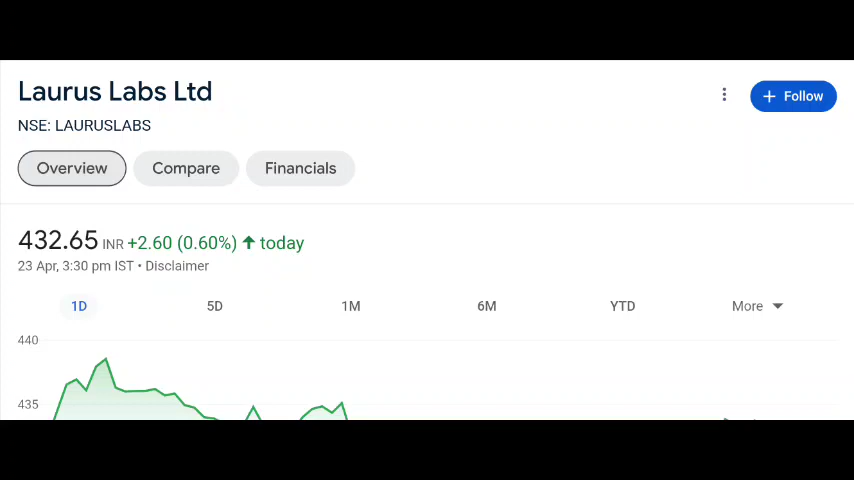 Laurus Labs Ltd
+ Follow
NSE: LAURUSLABS
Overview Compare Financials
432.65 INR +2.60 (0.60%) ↑ today
23 Apr, 3:30 pm IST • Disclaimer
1D 5D 1M 6M YTD More
440
435